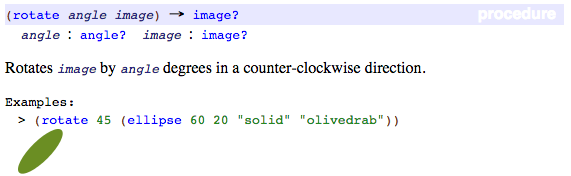 (rotate angle image) → image? procedure
angle : angle? image : image?
Rotates image by angle degrees in a counter-clockwise direction.
Examples:
> (rotate 45 (ellipse 60 20 "solid" "olivedrab"))